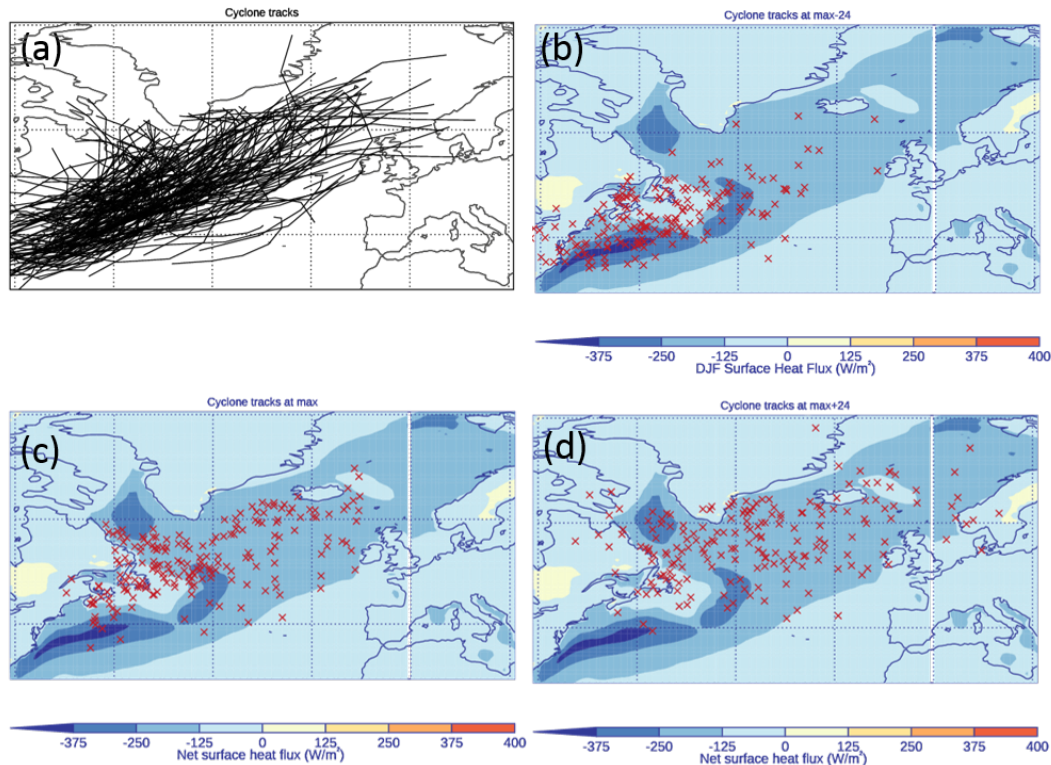 Cyclone tracks
(a)
Cyclone tracks at max-24
(b)
-375 -250 -125 0 125 250 375 400
DJF Surface Heat Flux (W/m²)
Cyclone tracks at max
(c)
-375 -250 -125 0 125 250 375 400
Net surface heat flux (W/m²)
Cyclone tracks at max+24
(d)
-375 -250 -125 0 125 250 375 400
Net surface heat flux (W/m²)